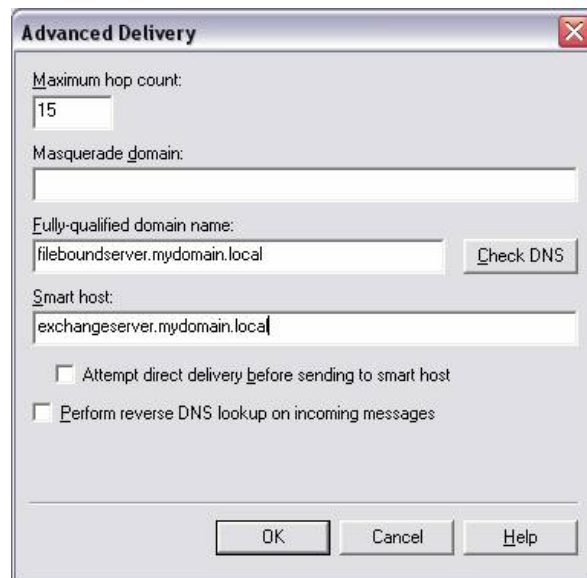 Advanced Delivery
Maximum hop count:
15
Masquerade domain:
Fully-qualified domain name:
fileboundserver.mydomain.local
Check DNS
Smart host:
exchangeserver.mydomain.local
Attempt direct delivery before sending to smart host
Perform reverse DNS lookup on incoming messages
OK Cancel Help